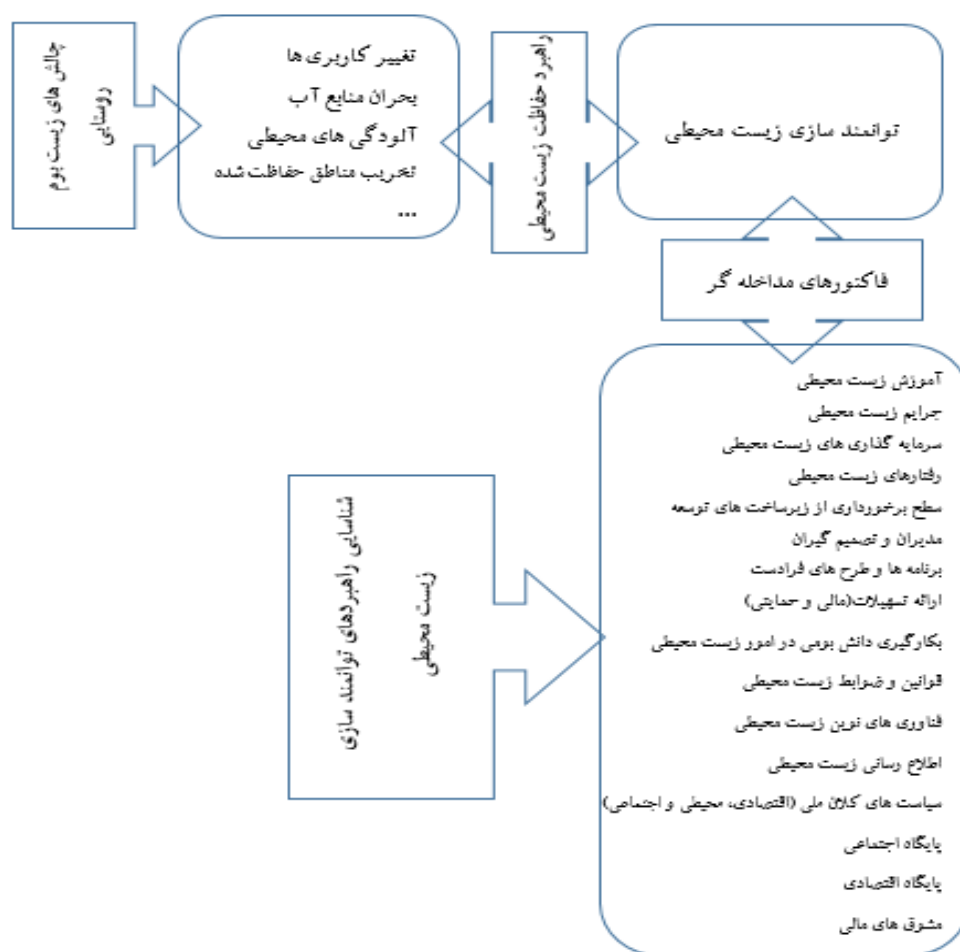 چالش های زیست بوم
روستایی
تغییر کاربری ها
بحران منابع آب
آلودگی های محیطی
تخریب مناطق حفاظت شده
...
راهبرد حفاظت زیست محیطی
توانمند سازی زیست محیطی
فاکتورهای مداخله گر
آموزش زیست محیطی
جرایم زیست محیطی
سرمایه گذاری های زیست محیطی
رفتارهای زیست محیطی
سطح برخورداری از زیرساخت های توسعه
مدیران و تصمیم گیران
برنامه ها و طرح های فرادست
ارائه تسهیلات(مالی و حمایتی)
بکارگیری دانش بومی در امور زیست محیطی
قوانین و ضوابط زیست محیطی
فناوری های نوین زیست محیطی
اطلاع رسانی زیست محیطی
سیاست های کلان ملی (اقتصادی، محیطی و اجتماعی)
پایگاه اجتماعی
پایگاه اقتصادی
مشوق های مالی
شناسایی راهبردهای توانمند سازی
زیست محیطی